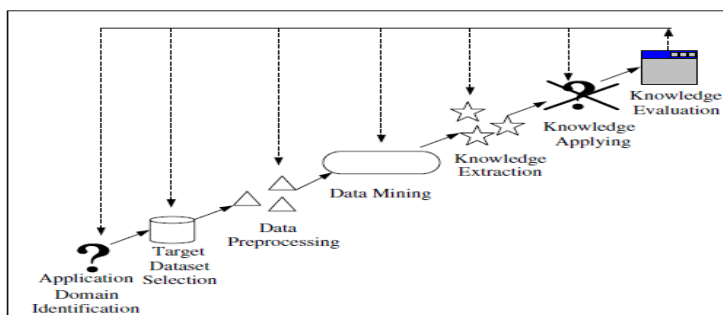 Application
Domain
Identification
Target
Dataset
Selection
Data
Preprocessing
Data Mining
Knowledge
Extraction
Knowledge
Applying
Knowledge
Evaluation